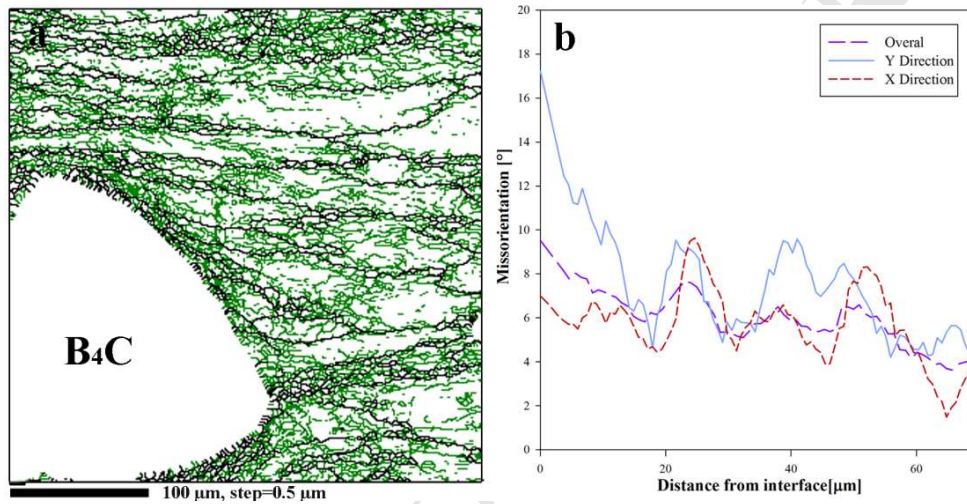 a
B₄C
100 μm, step=0.5 μm
b
Overal
Y Direction
X Direction
Missorientation [°]
20
18
16
14
12
10
8
6
4
2
0
0
20
40
60
Distance from interface[μm]